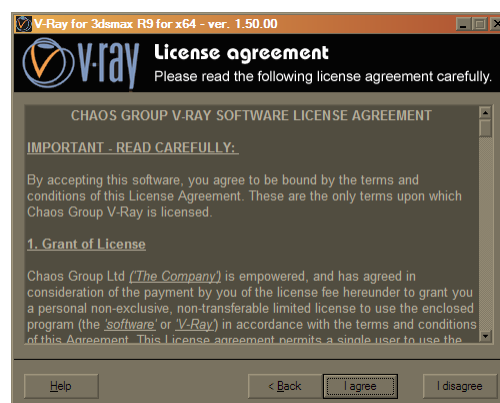 V-Ray for 3dsmax R9 for x64 - ver. 1.50.00
v·ray
License agreement
Please read the following license agreement carefully.
CHAOS GROUP V-RAY SOFTWARE LICENSE AGREEMENT
IMPORTANT - READ CAREFULLY:
By accepting this software, you agree to be bound by the terms and
conditions of this License Agreement. These are the only terms upon which
Chaos Group V-Ray is licensed.
1. Grant of License
Chaos Group Ltd ('The Company') is empowered, and has agreed in
consideration of the payment by you of the license fee hereunder to grant you
a personal non-exclusive, non-transferable limited license to use the enclosed
program (the 'software' or 'V-Ray') in accordance with the terms and conditions
of this Agreement. This License agreement permits a single user to use the
Help
< Back
I agree
I disagree